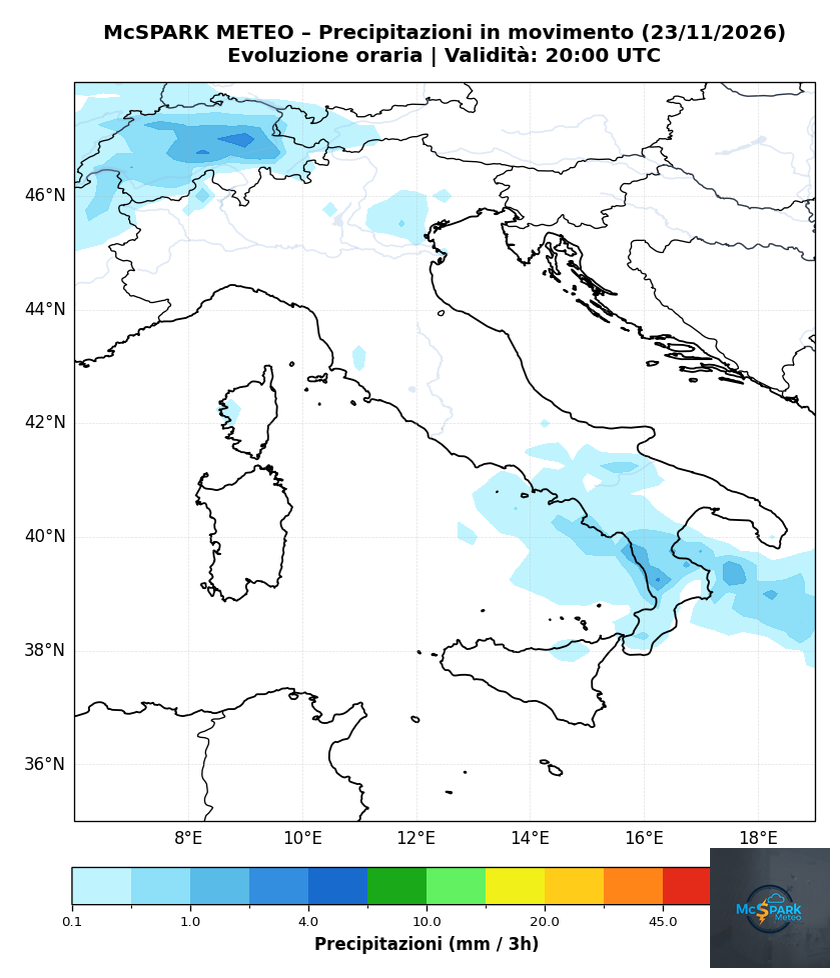 McSPARK METEO – Precipitazioni in movimento (23/11/2026)
Evoluzione oraria | Validità: 20:00 UTC
46°N
44°N
42°N
40°N
38°N
36°N
8°E 10°E 12°E 14°E 16°E 18°E
0.1 1.0 4.0 10.0 20.0 45.0
Precipitazioni (mm / 3h)
McSPARK
Meteo